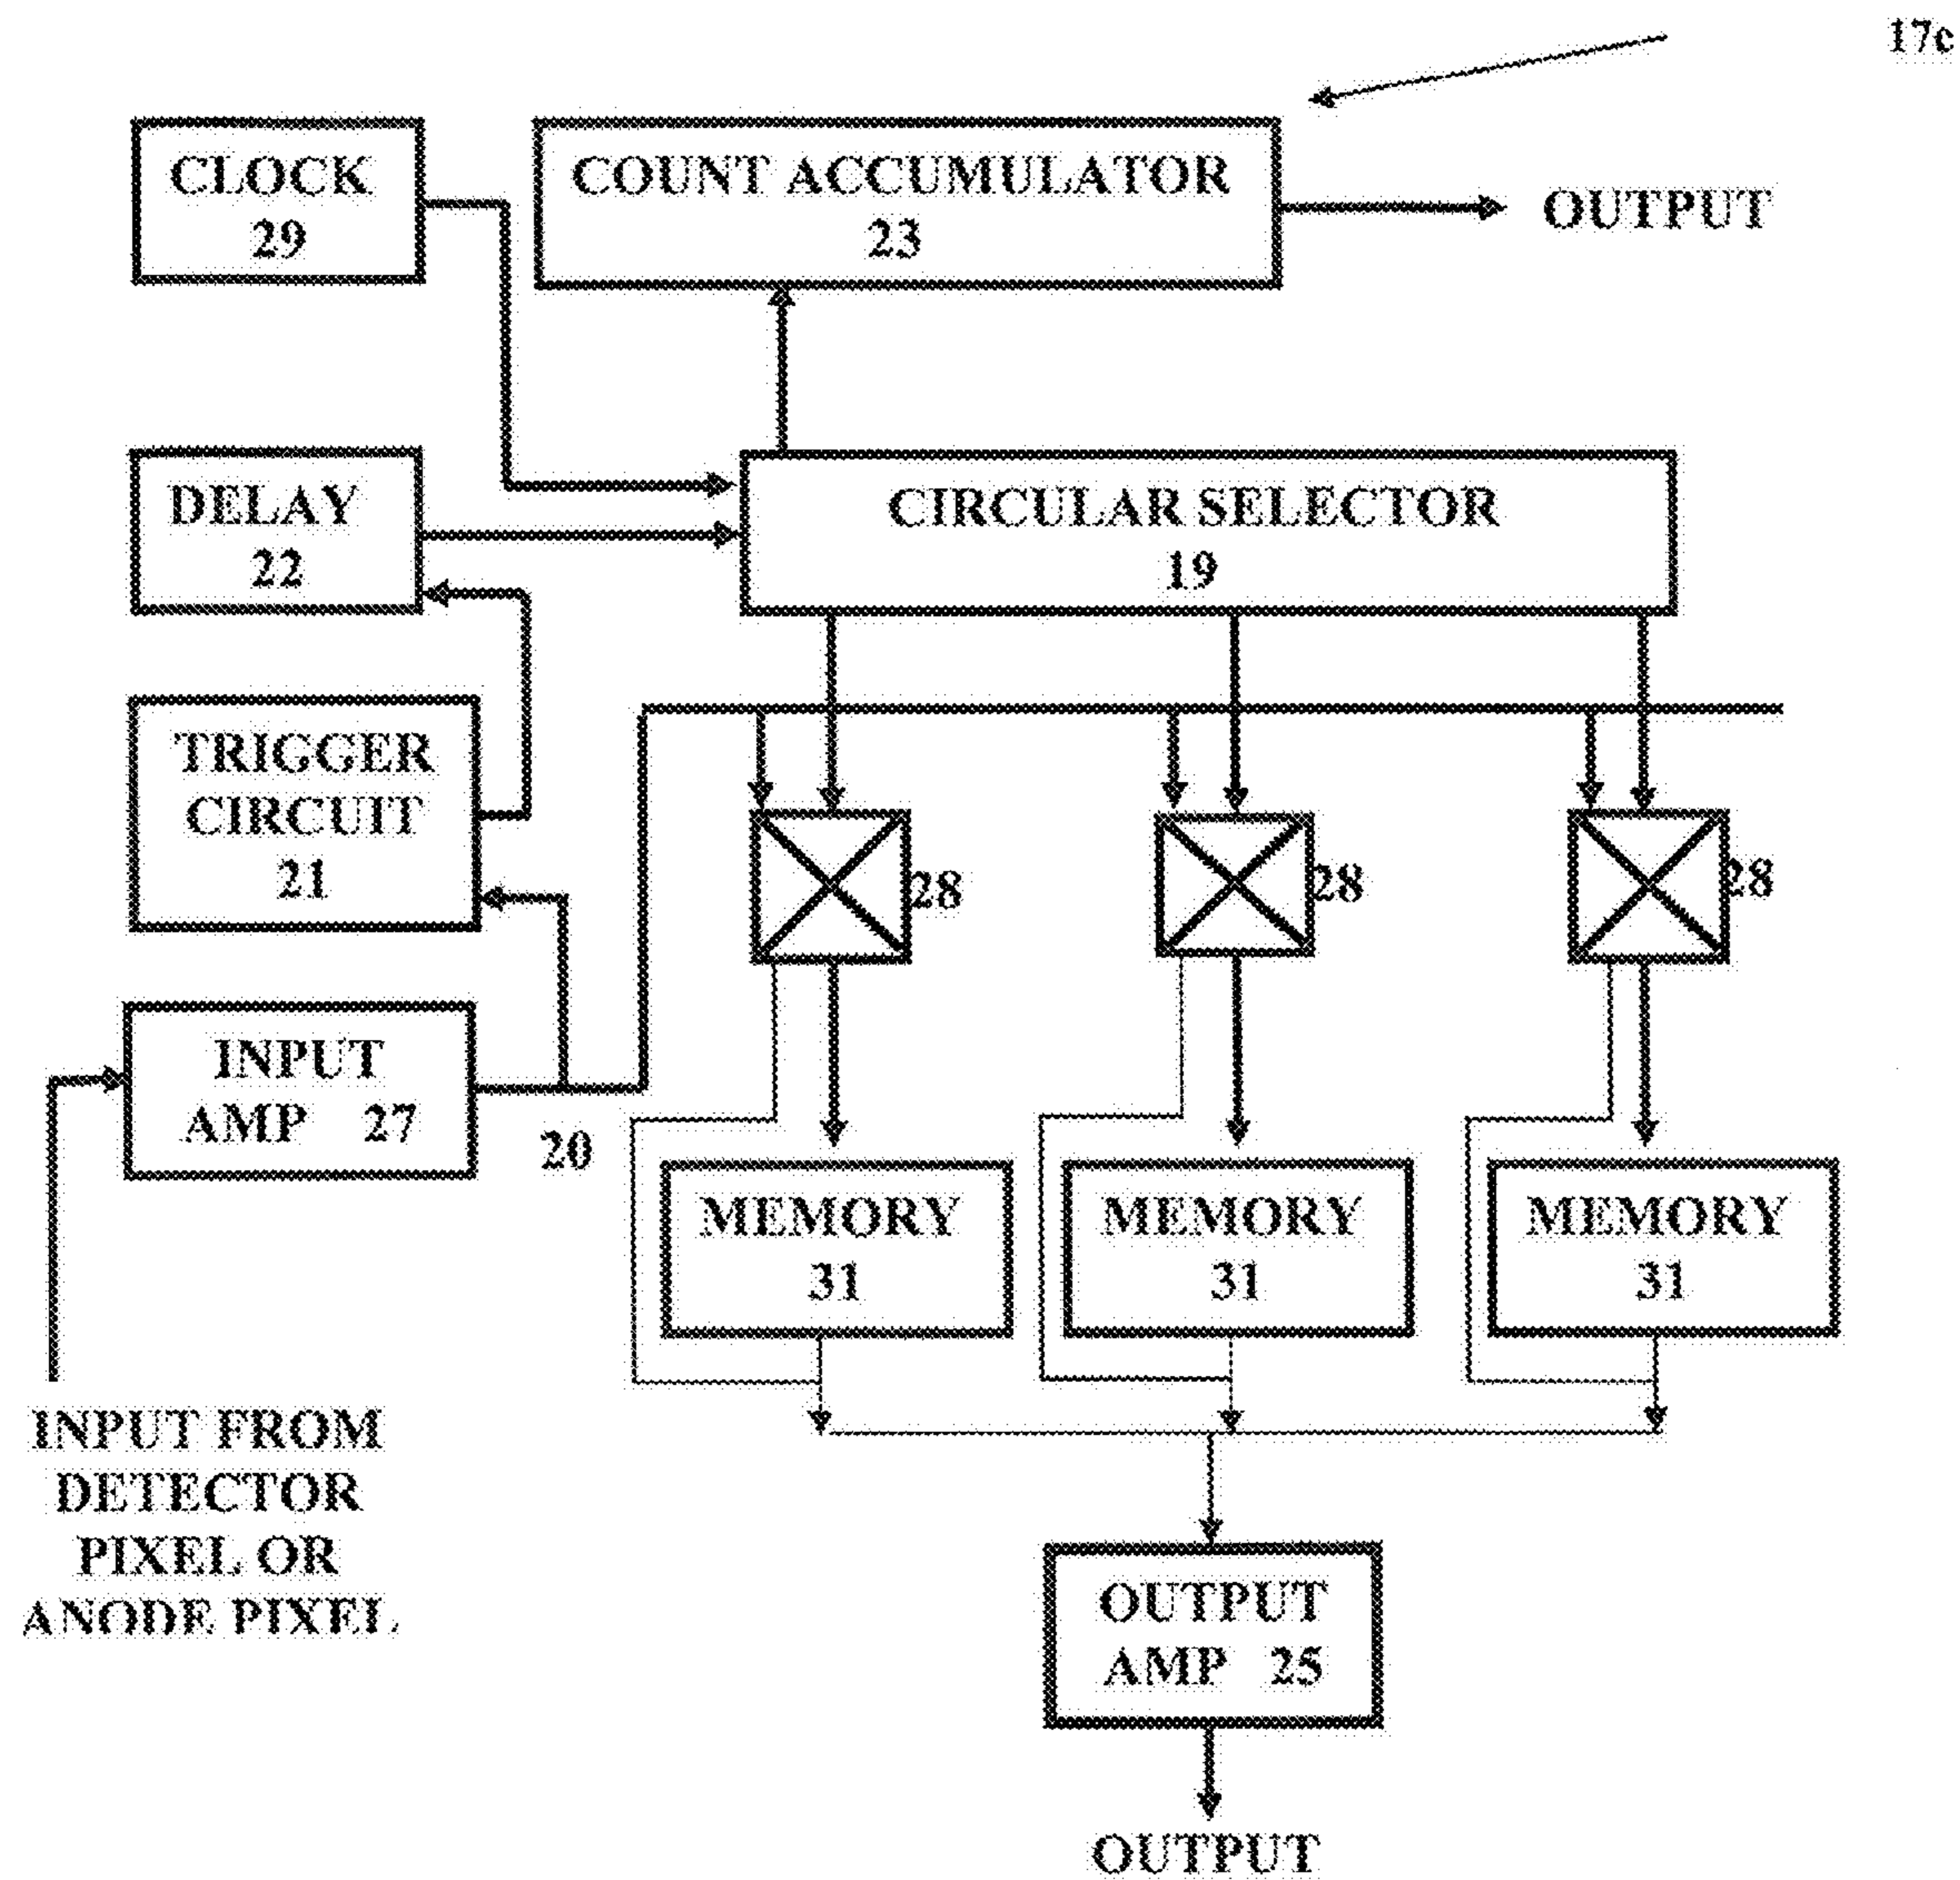 17c
CLOCK
29
COUNT ACCUMULATOR
23
OUTPUT
DELAY
22
CIRCULAR SELECTOR
19
TRIGGER
CIRCUIT
21
28
28
28
INPUT
AMP 27
20
MEMORY
31
MEMORY
31
MEMORY
31
INPUT FROM
DETECTOR
PIXEL OR
ANODE PIXEL
OUTPUT
AMP 25
OUTPUT